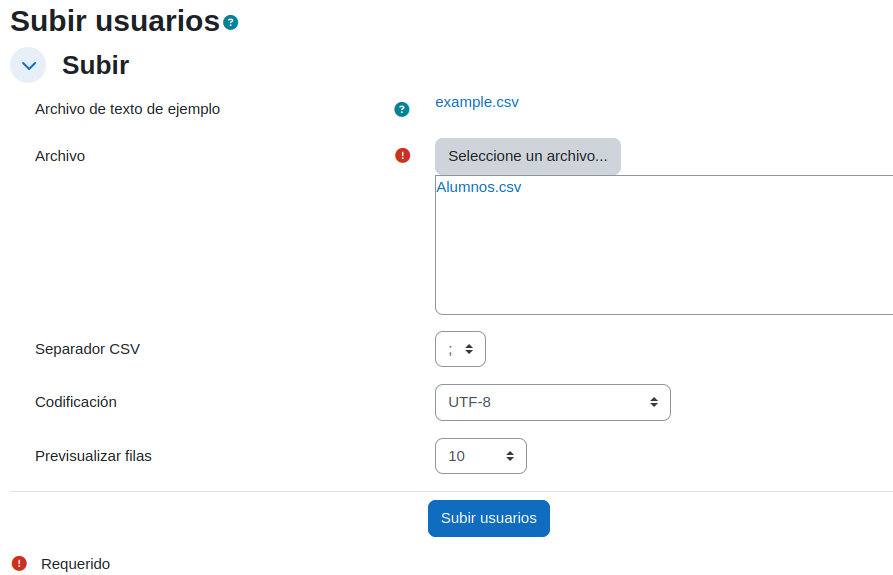 Subir usuarios
Subir
Archivo de texto de ejemplo
example.csv
Archivo
Seleccione un archivo...
Alumnos.csv
Separador CSV
;
Codificación
UTF-8
Previsualizar filas
10
Subir usuarios
Requerido